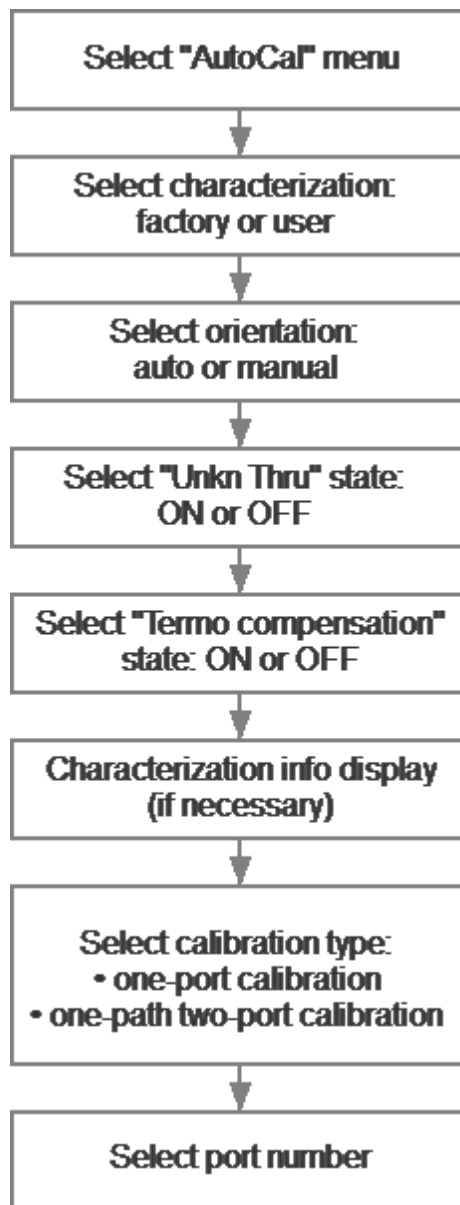 Select "AutoCal" menu
Select characterization:
factory or user
Select orientation:
auto or manual
Select "Unkn Thru" state:
ON or OFF
Select "Termo compensation"
state: ON or OFF
Characterization info display
(if necessary)
Select calibration type:
• one-port calibration
• one-path two-port calibration
Select port number